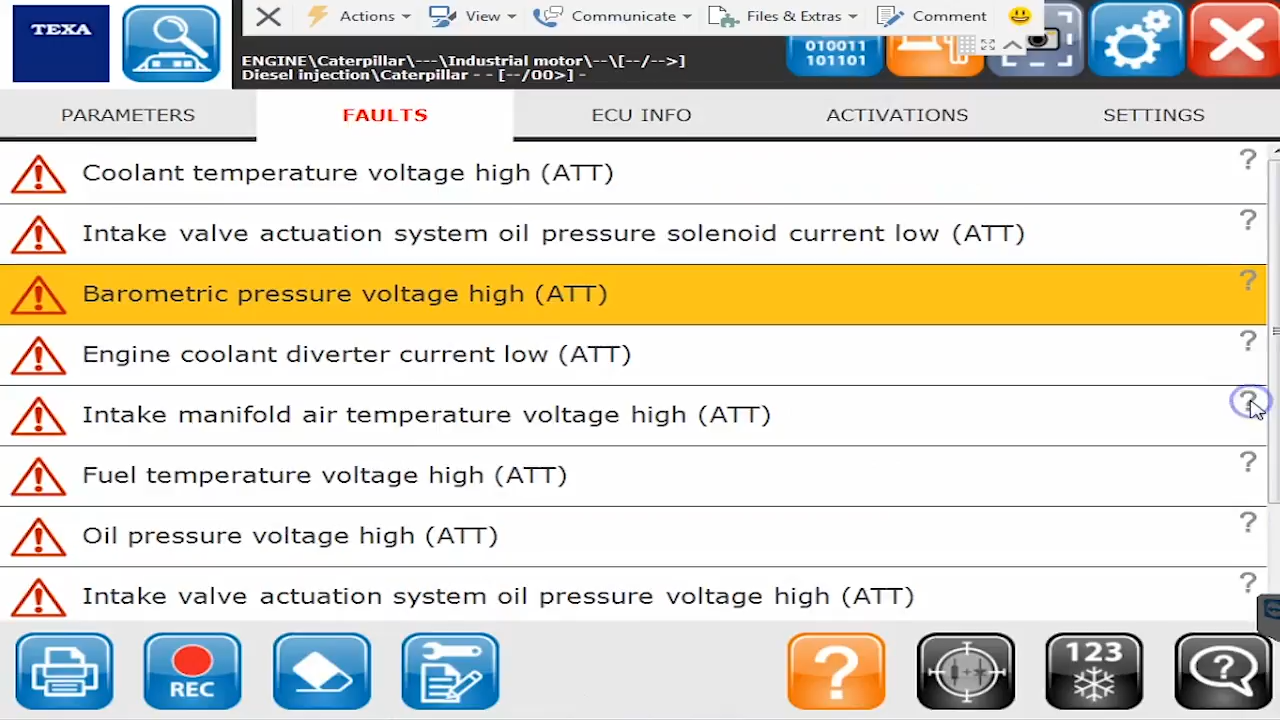 TEXA
Actions
View
Communicate
Files & Extras
Comment
ENGINE\Caterpillar\---\Industrial motor\--\[--/-->]
Diesel injection\Caterpillar - - [--/00>] -
010011
101101
PARAMETERS
FAULTS
ECU INFO
ACTIVATIONS
SETTINGS
Coolant temperature voltage high (ATT)
?
Intake valve actuation system oil pressure solenoid current low (ATT)
?
Barometric pressure voltage high (ATT)
?
Engine coolant diverter current low (ATT)
?
Intake manifold air temperature voltage high (ATT)
?
Fuel temperature voltage high (ATT)
?
Oil pressure voltage high (ATT)
?
Intake valve actuation system oil pressure voltage high (ATT)
?
REC
?
123
?